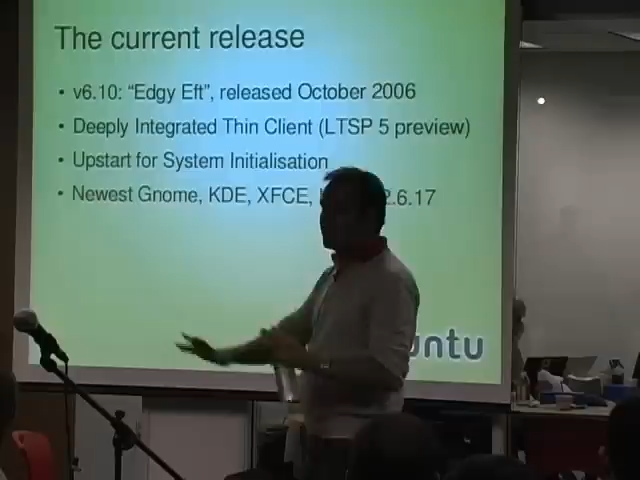 The current release
• v6.10: “Edgy Eft”, released October 2006
• Deeply Integrated Thin Client (LTSP 5 preview)
• Upstart for System Initialisation
• Newest Gnome, KDE, XFCE, 2.6.17
untu